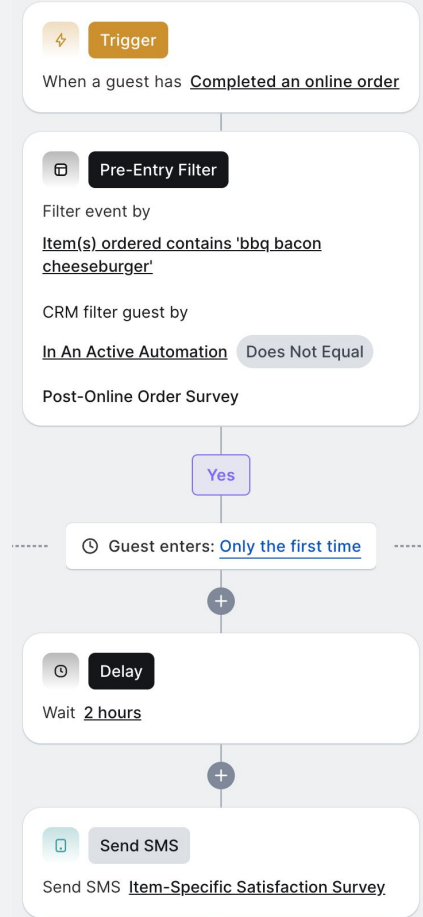 Trigger
When a guest has Completed an online order
Pre-Entry Filter
Filter event by
Item(s) ordered contains 'bbq bacon
cheeseburger'
CRM filter guest by
In An Active Automation Does Not Equal
Post-Online Order Survey
Yes
Guest enters: Only the first time
Delay
Wait 2 hours
Send SMS
Send SMS Item-Specific Satisfaction Survey